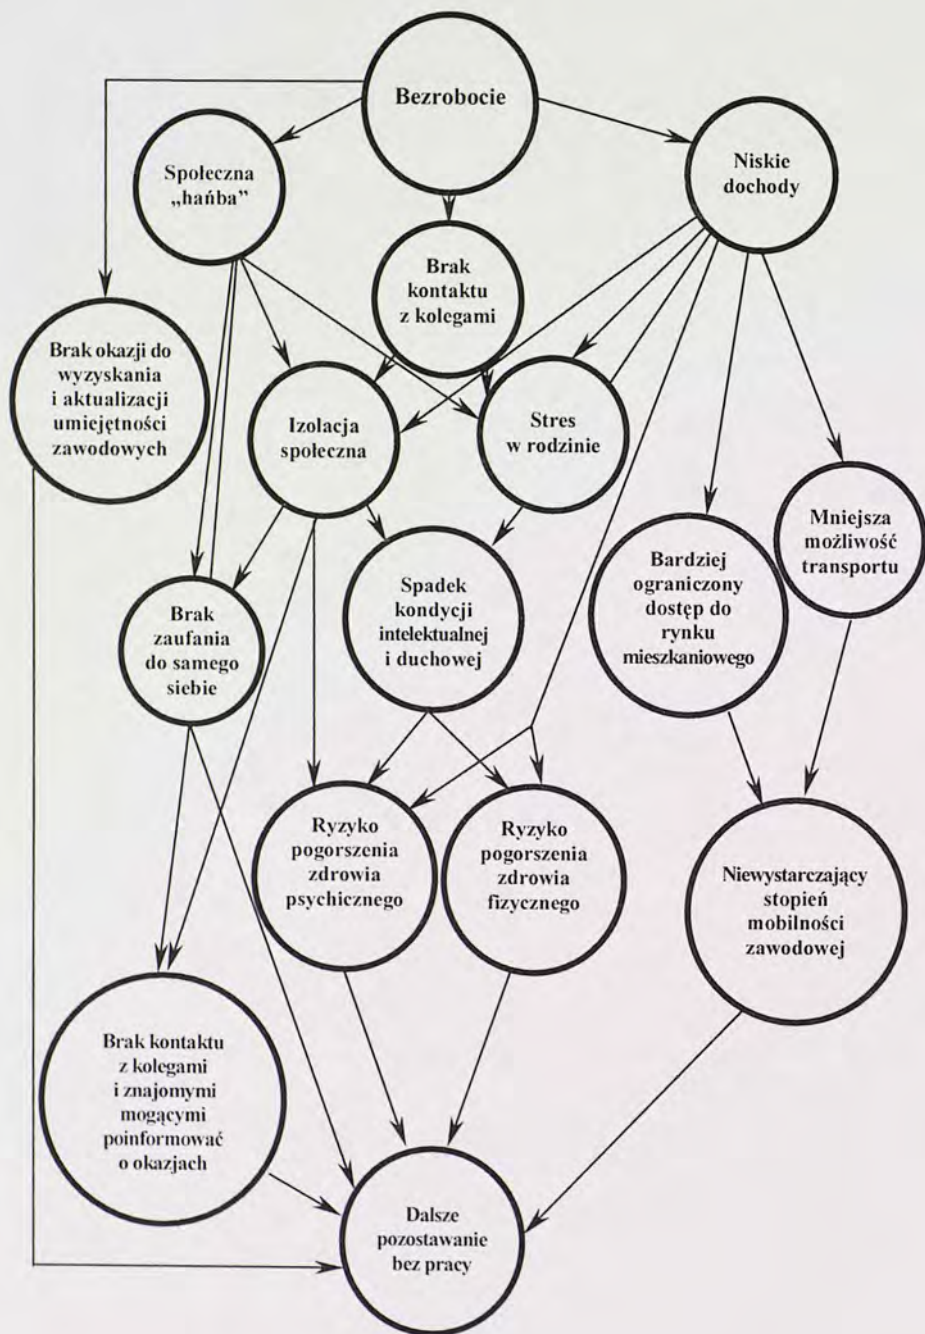 Bezrobocie
Społeczna
„hańba”
Niskie
dochody
Brak
kontaktu
z kolegami
Brak okazji do
wyzyskania
i aktualizacji
umiejętności
zawodowych
Izolacja
społeczna
Stres
w rodzinie
Mniejsza
możliwość
transportu
Bardziej
ograniczony
dostęp do
rynku
mieszkaniowego
Spadek
kondycji
intelektualnej
i duchowej
Brak
zaufania
do samego
siebie
Ryzyko
pogorszenia
zdrowia
psychicznego
Ryzyko
pogorszenia
zdrowia
fizycznego
Niewystarczający
stopień
mobilności
zawodowej
Brak kontaktu
z kolegami
i znajomymi
mogącymi
poinformować
o okazjach
Dalsze
pozostawanie
bez pracy